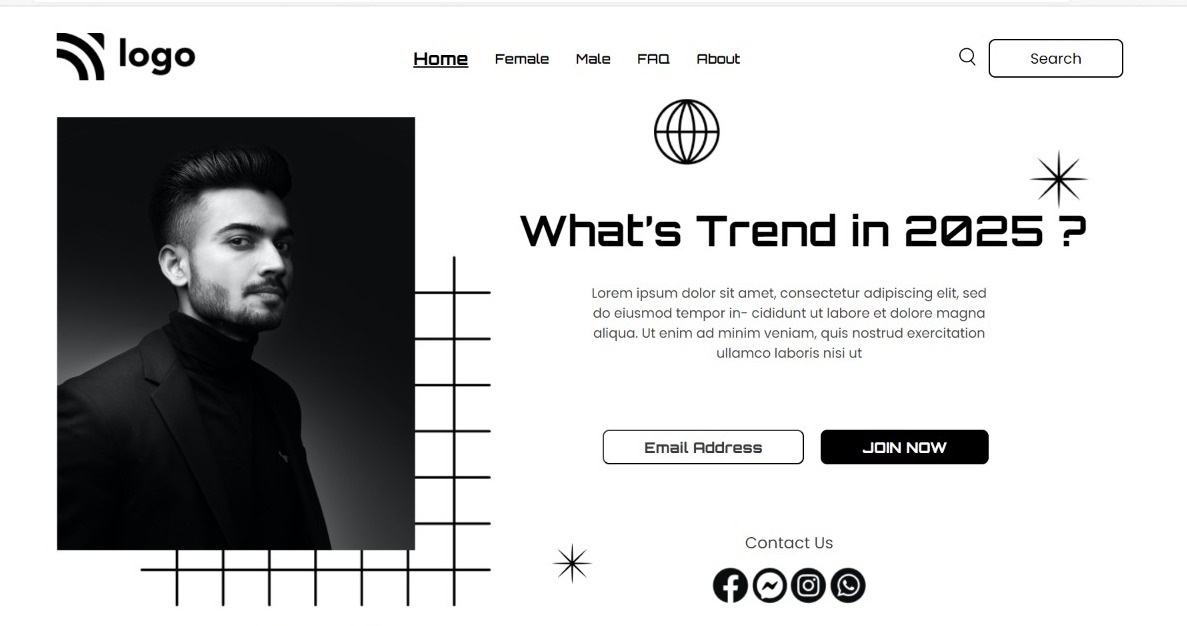 logo
Home Female Male FAQ About
Search
What's Trend in 2025 ?
Lorem ipsum dolor sit amet, consectetur adipiscing elit, sed
do eiusmod tempor in- cididunt ut labore et dolore magna
aliqua. Ut enim ad minim veniam, quis nostrud exercitation
ullamco laboris nisi ut
Email Address JOIN NOW
Contact Us